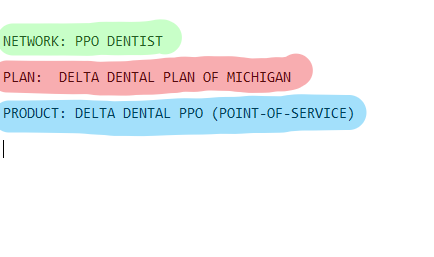 NETWORK: PPO DENTIST
PLAN:  DELTA DENTAL PLAN OF MICHIGAN
PRODUCT: DELTA DENTAL PPO (POINT-OF-SERVICE)